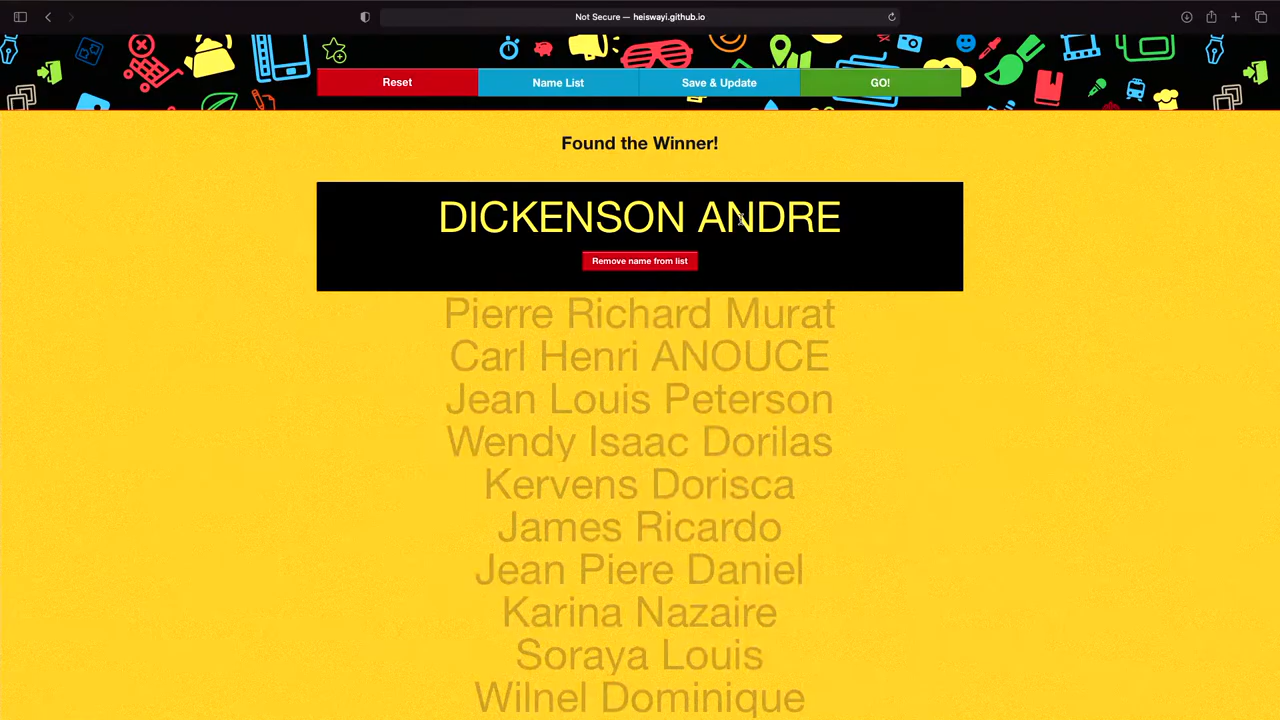 Not Secure — heiswayi.github.io
Reset
Name List
Save & Update
GO!
Found the Winner!
DICKENSON ANDRE
Remove name from list
Pierre Richard Murat
Carl Henri ANOUCE
Jean Louis Peterson
Wendy Isaac Dorilas
Kervens Dorisca
James Ricardo
Jean Piere Daniel
Karina Nazaire
Soraya Louis
Wilnel Dominique